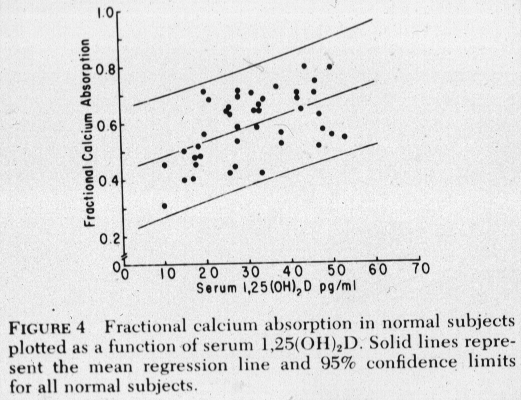 1.0
0.8
0.6
0.4
0.2
0
Fractional Calcium Absorption
0 10 20 30 40 50 60 70
Serum 1,25(OH)₂D pg/ml
FIGURE 4 Fractional calcium absorption in normal subjects
plotted as a function of serum 1,25(OH)₂D. Solid lines repre-
sent the mean regression line and 95% confidence limits
for all normal subjects.